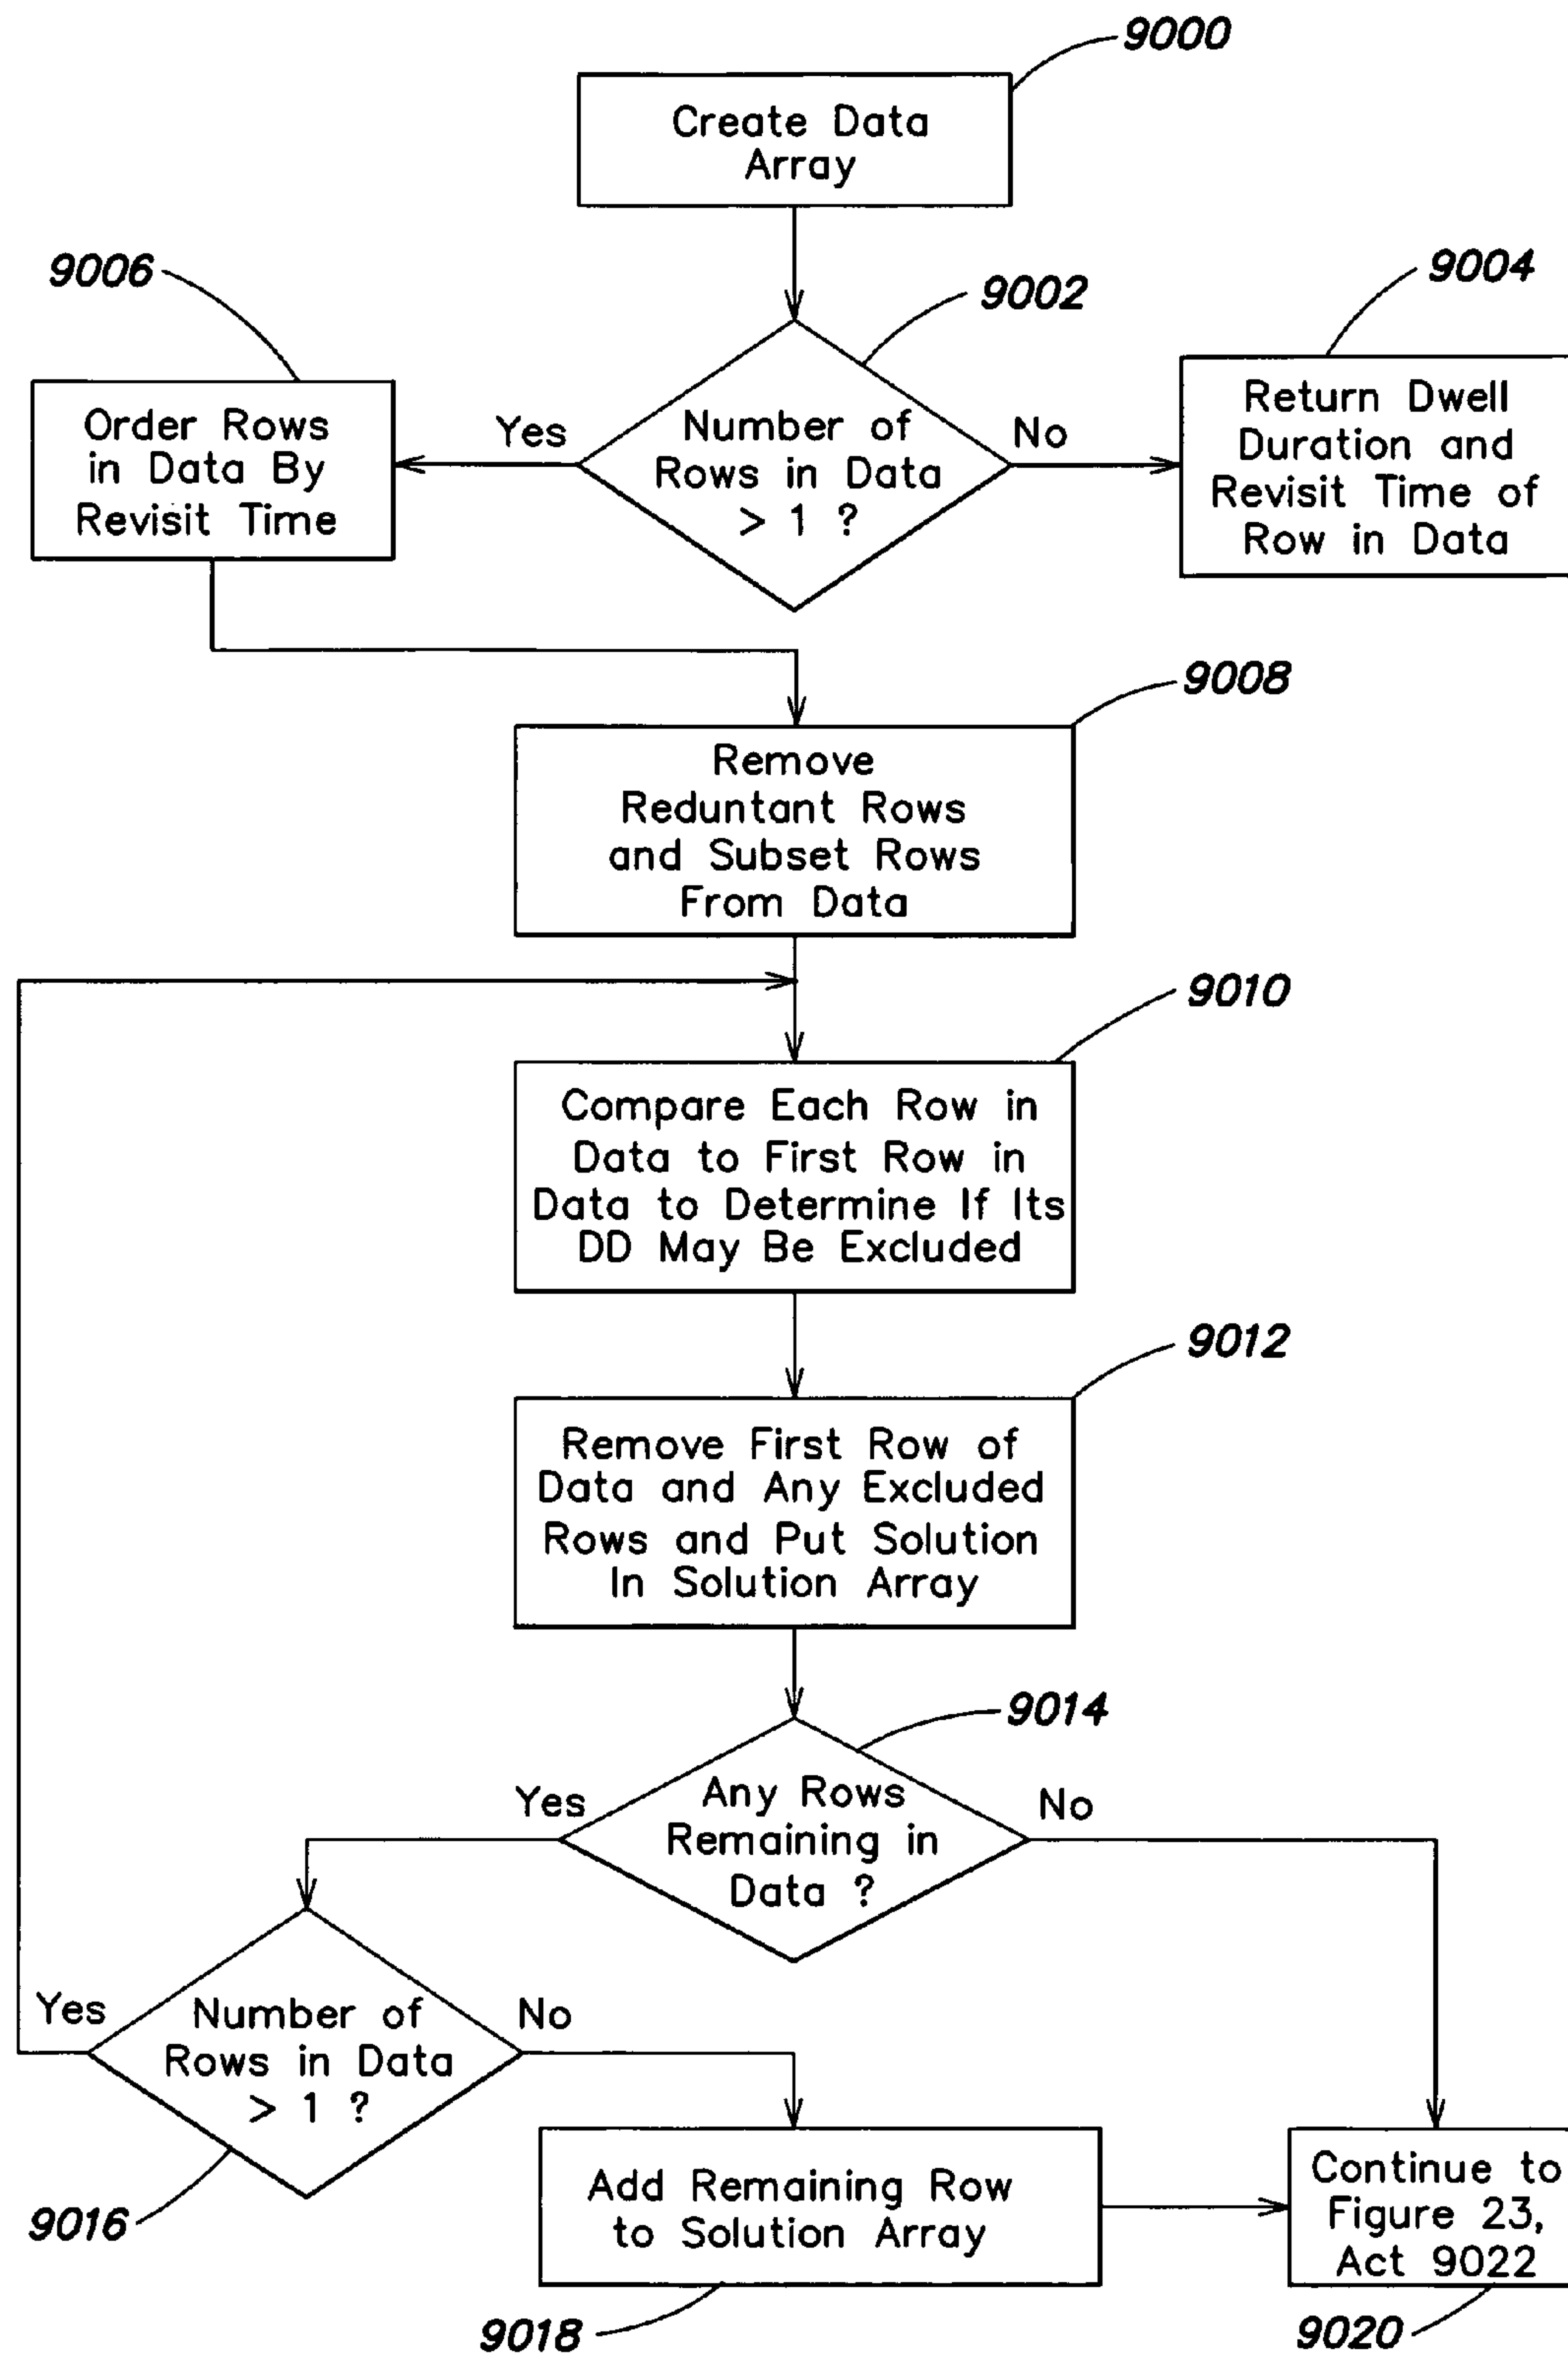 9000
Create Data
Array
9006
9002
9004
Order Rows
in Data By
Revisit Time
Yes
Number of
Rows in Data
> 1 ?
No
Return Dwell
Duration and
Revisit Time of
Row in Data
9008
Remove
Reduntant Rows
and Subset Rows
From Data
9010
Compare Each Row in
Data to First Row in
Data to Determine If Its
DD May Be Excluded
9012
Remove First Row of
Data and Any Excluded
Rows and Put Solution
In Solution Array
9014
Yes
Any Rows
Remaining in
Data ?
No
Yes
Number of
Rows in Data
> 1 ?
No
9016
Add Remaining Row
to Solution Array
9018
Continue to
Figure 23,
Act 9022
9020